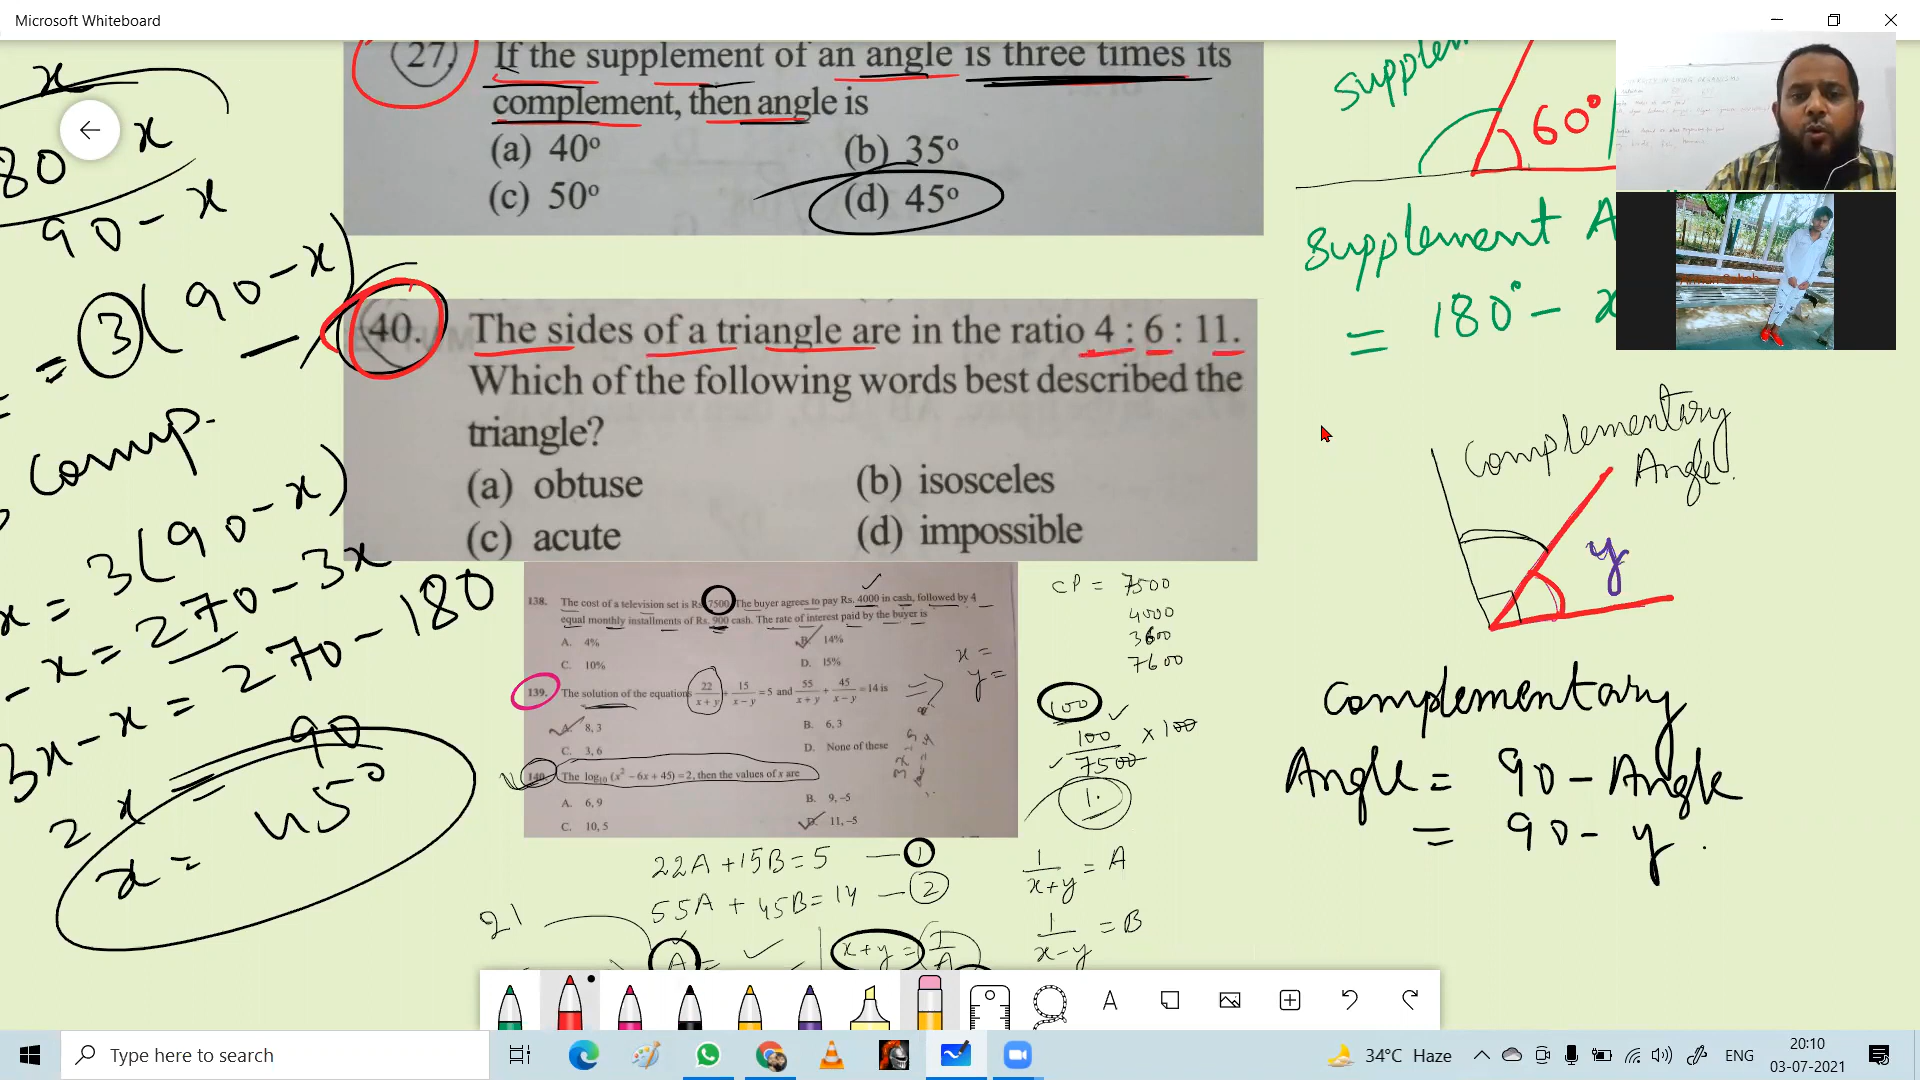 Microsoft Whiteboard
27. If the supplement of an angle is three times its
complement, then angle is
(a) 40° (b) 35°
(c) 50° (d) 45°
40. The sides of a triangle are in the ratio 4 : 6 : 11.
Which of the following words best described the
triangle?
(a) obtuse (b) isosceles
(c) acute (d) impossible
138. The cost of a television set is Rs. 7500. The buyer agrees to pay Rs. 4000 in cash, followed by 4
equal monthly installments of Rs. 900 cash. The rate of interest paid by the buyer is
A. 4% B. 14%
C. 10% D. 15%
139. The solution of the equations 22/(x+y) + 15/(x−y) = 5 and 55/(x+y) + 45/(x−y) = 14 is
A. 8, 3 B. 6, 3
C. 3, 6 D. None of these
140. The log₁₀ (x² − 6x + 45) = 2, then the values of x are
A. 6, 9 B. 9, −5
C. 10, 5 D. 11, −5
x
80 x
90 - x
= 3(90 - x)
comp.
x = 3(90 - x)
- x = 270 - 3x
3x - x = 270 - 180
2x = 90
x = 45°
CP = 7500
4000
3600
7600
x =
y =
100
100/7500 x 100
1.
22A + 15B = 5 — 1
55A + 45B = 14 — 2
21
A =
x+y = 1/A
1/(x+y) = A
1/(x-y) = B
60°
Supplement A
= 180° - x
Complementary
Angle.
y
Complementary
Angle = 90 - Angle
= 90 - y.
Type here to search
34°C Haze
ENG
20:10
03-07-2021